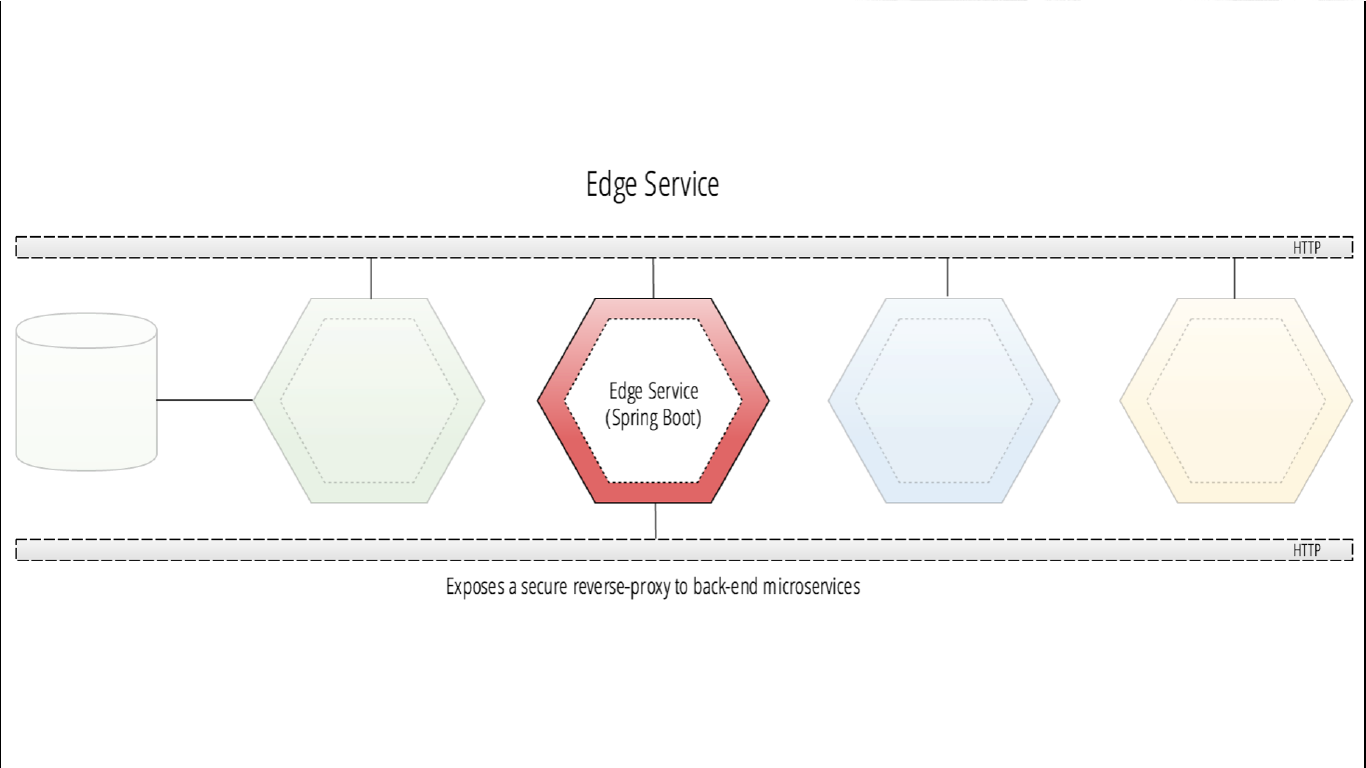 Edge Service
HTTP
Edge Service
(Spring Boot)
HTTP
Exposes a secure reverse-proxy to back-end microservices